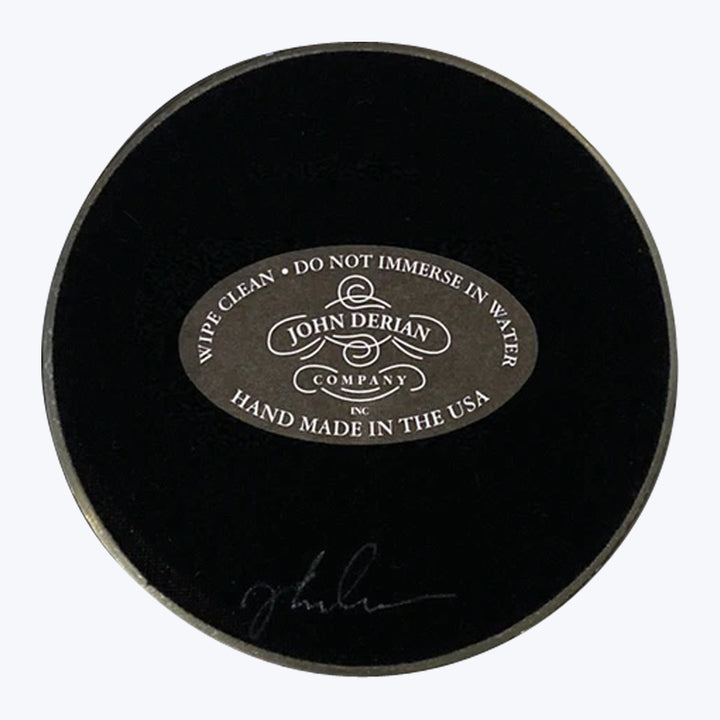 WIPE CLEAN • DO NOT IMMERSE IN WATER
JOHN DERIAN
COMPANY
INC
HAND MADE IN THE USA